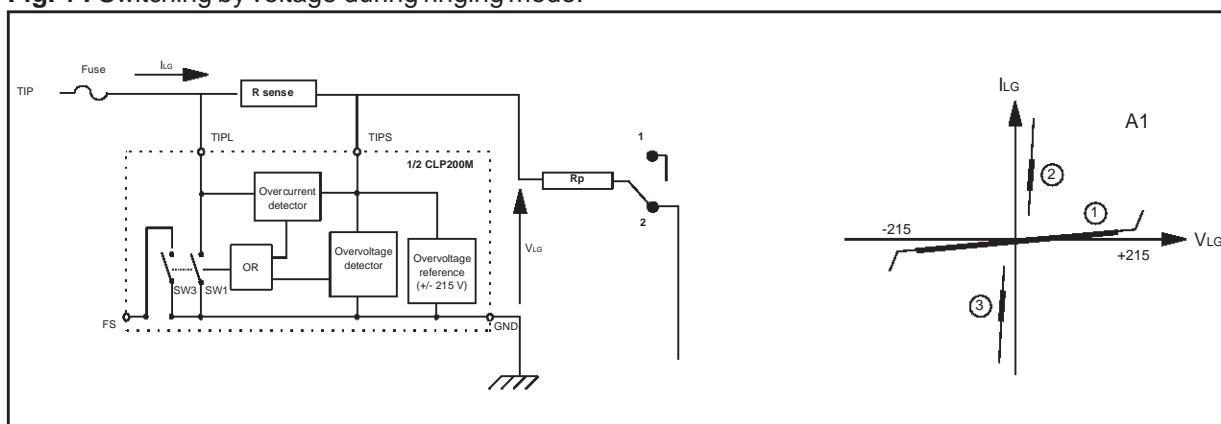 Fig. : Switching by voltage during ringing mode.
Fuse
ILG
TIP
R sense
TIPL
TIPS
1/2 CLP200M
Overcurrent
detector
OR
Overvoltage
detector
Overvoltage
reference
(+/- 215 V)
SW3
SW1
FS
GND
VLG
Rp
1
2
ILG
A1
2
1
-215
+215
VLG
3